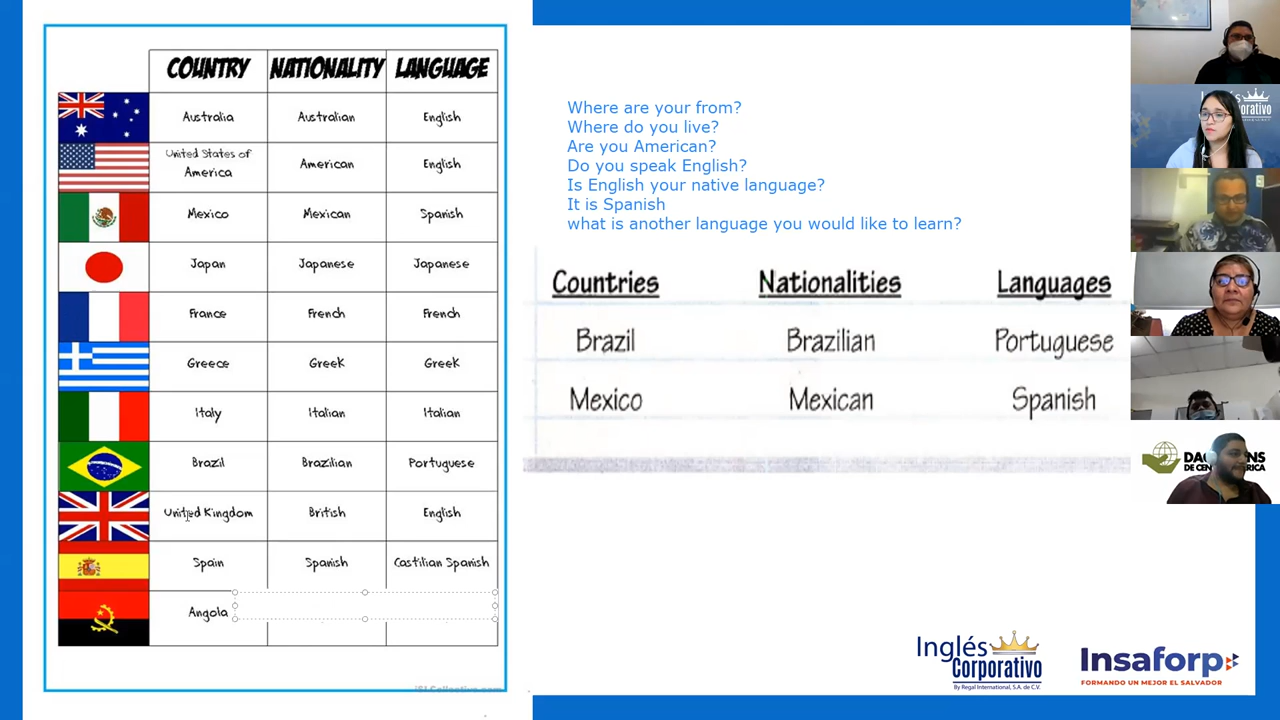 COUNTRY NATIONALITY LANGUAGE
Australia Australian English
United States of America American English
Mexico Mexican Spanish
Japan Japanese Japanese
France French French
Greece Greek Greek
Italy Italian Italian
Brazil Brazilian Portuguese
United Kingdom British English
Spain Spanish Castilian Spanish
Angola
Where are your from?
Where do you live?
Are you American?
Do you speak English?
Is English your native language?
It is Spanish
what is another language you would like to learn?
Countries Nationalities Languages
Brazil Brazilian Portuguese
Mexico Mexican Spanish
Inglés
Corporativo
By Regal International, S.A. de C.V.
Insaforp
FORMANDO UN MEJOR EL SALVADOR